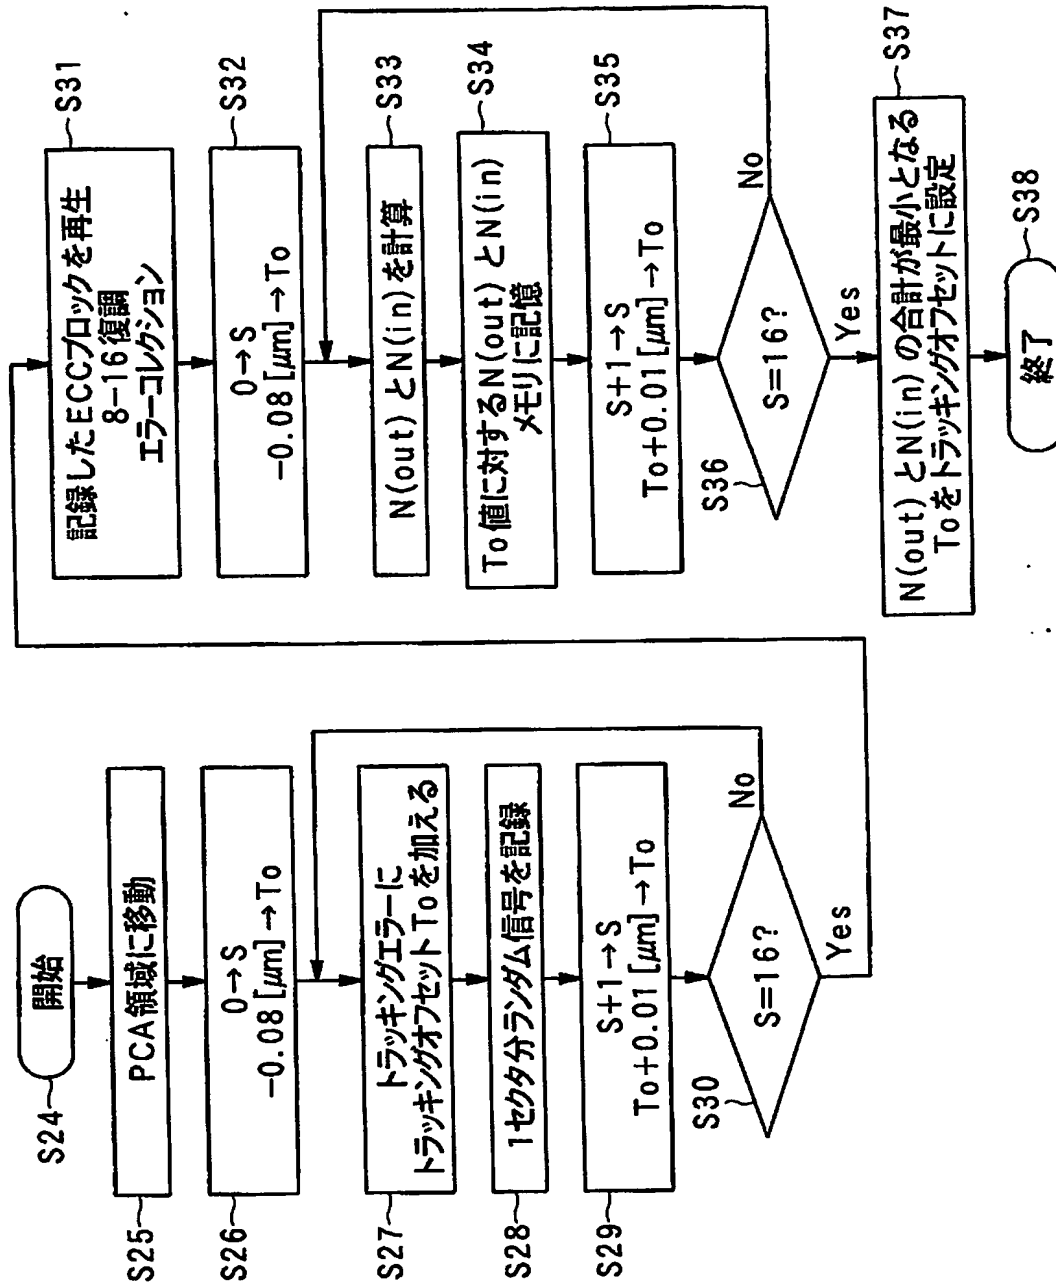 S24
開始
S25
PCA領域に移動
S26
0→S
-0.08[μm]→To
S27
トラッキングエラーに
トラッキングオフセットToを加える
S28
1セクタ分ランダム信号を記録
S29
S+1→S
To+0.01[μm]→To
S30
S=16?
No
Yes
S31
記録したECCブロックを再生
8-16復調
エラーコレクション
S32
0→S
-0.08[μm]→To
S33
N(out)とN(in)を計算
S34
To値に対するN(out)とN(in)
メモリに記憶
S35
S+1→S
To+0.01[μm]→To
S36
S=16?
No
Yes
S37
N(out)とN(in)の合計が最小となる
Toをトラッキングオフセットに設定
S38
終了